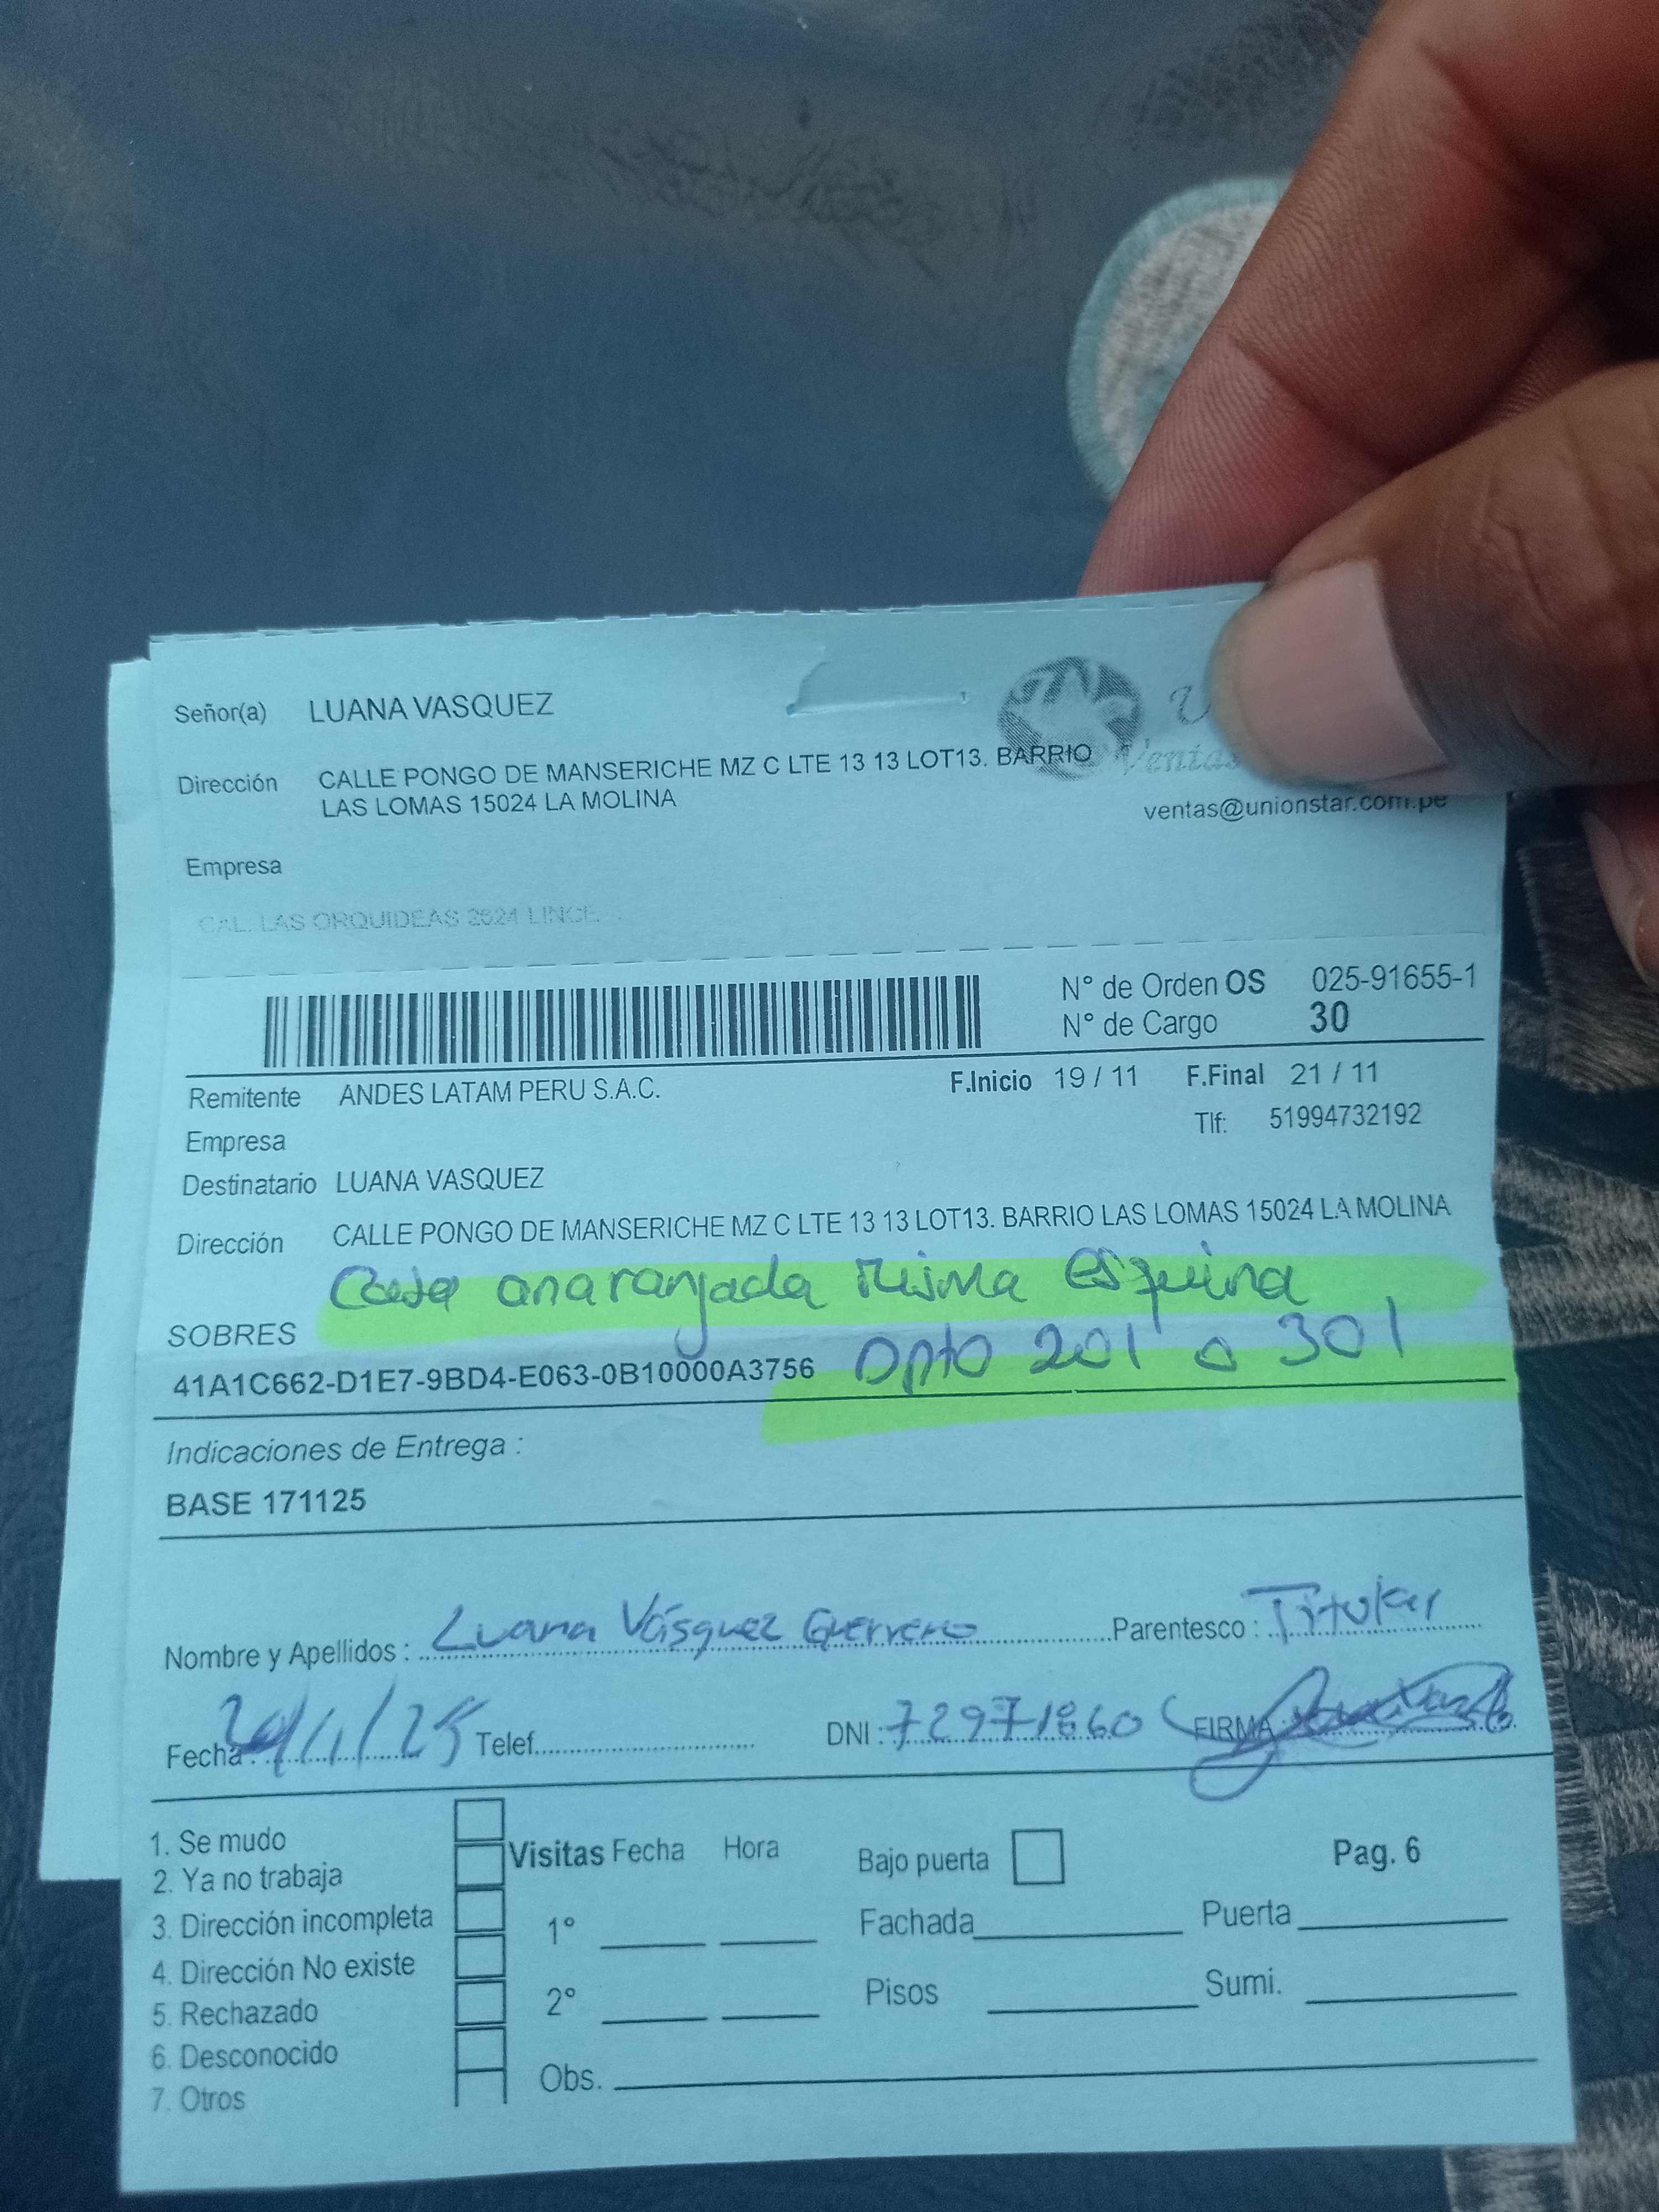 Señor(a) LUANA VASQUEZ
Dirección CALLE PONGO DE MANSERICHE MZ C LTE 13 13 LOT13. BARRIO
LAS LOMAS 15024 LA MOLINA
Ventas
ventas@unionstar.com.pe
Empresa
CAL. LAS ORQUIDEAS 2624 LINCE
N° de Orden OS 025-91655-1
N° de Cargo 30
Remitente ANDES LATAM PERU S.A.C. F.Inicio 19 / 11 F.Final 21 / 11
Empresa Tlf: 51994732192
Destinatario LUANA VASQUEZ
Dirección CALLE PONGO DE MANSERICHE MZ C LTE 13 13 LOT13. BARRIO LAS LOMAS 15024 LA MOLINA
Casa anaranjada misma esquina
SOBRES
41A1C662-D1E7-9BD4-E063-0B10000A3756 Dpto 201 o 301
Indicaciones de Entrega :
BASE 171125
Nombre y Apellidos : Luana Vásquez Guerrero Parentesco : Titular
Fecha: 20/11/25 Telef. DNI : 72971860 FIRMA
1. Se mudo
2. Ya no trabaja
3. Dirección incompleta
4. Dirección No existe
5. Rechazado
6. Desconocido
7. Otros
Visitas Fecha Hora
1°
2°
Obs.
Bajo puerta Pag. 6
Fachada Puerta
Pisos Sumi.